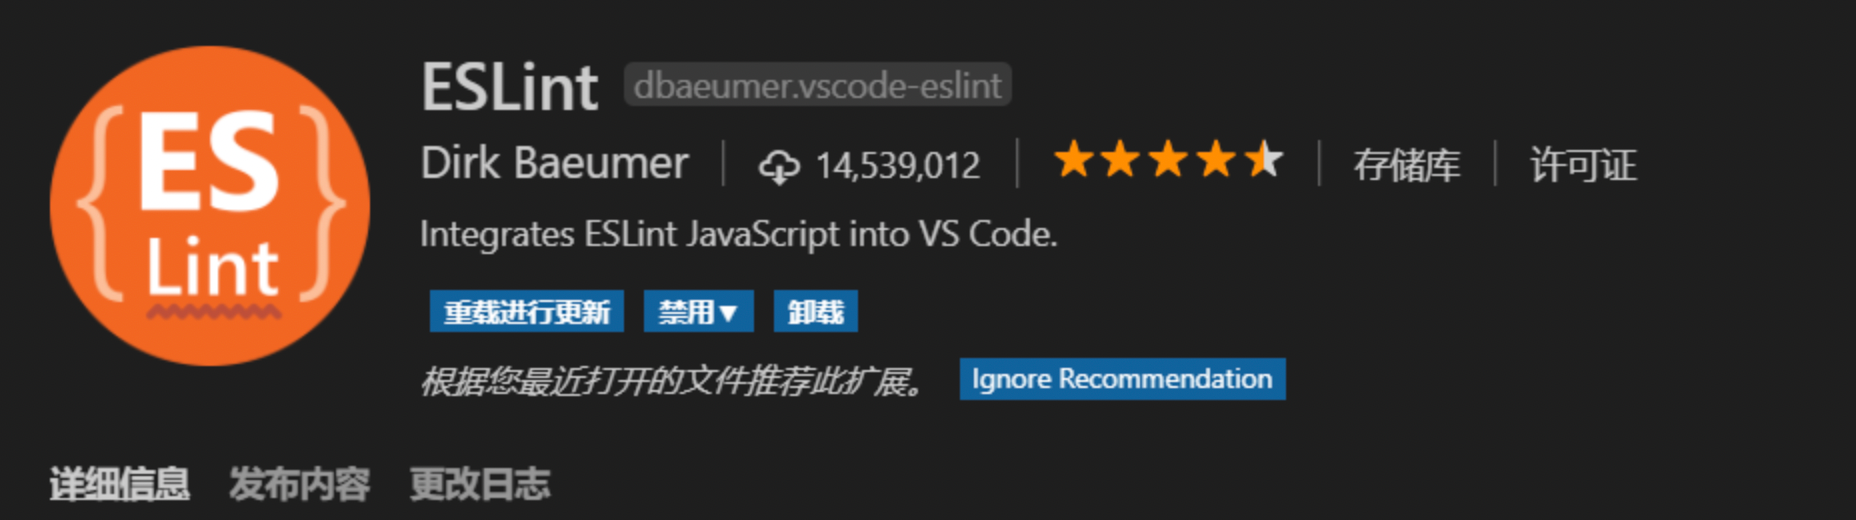 {ES
Lint}
ESLint dbaeumer.vscode-eslint
Dirk Baeumer | 14,539,012 | 存储库 | 许可证
Integrates ESLint JavaScript into VS Code.
重载进行更新 禁用▼ 卸载
根据您最近打开的文件推荐此扩展。 Ignore Recommendation
详细信息 发布内容 更改日志